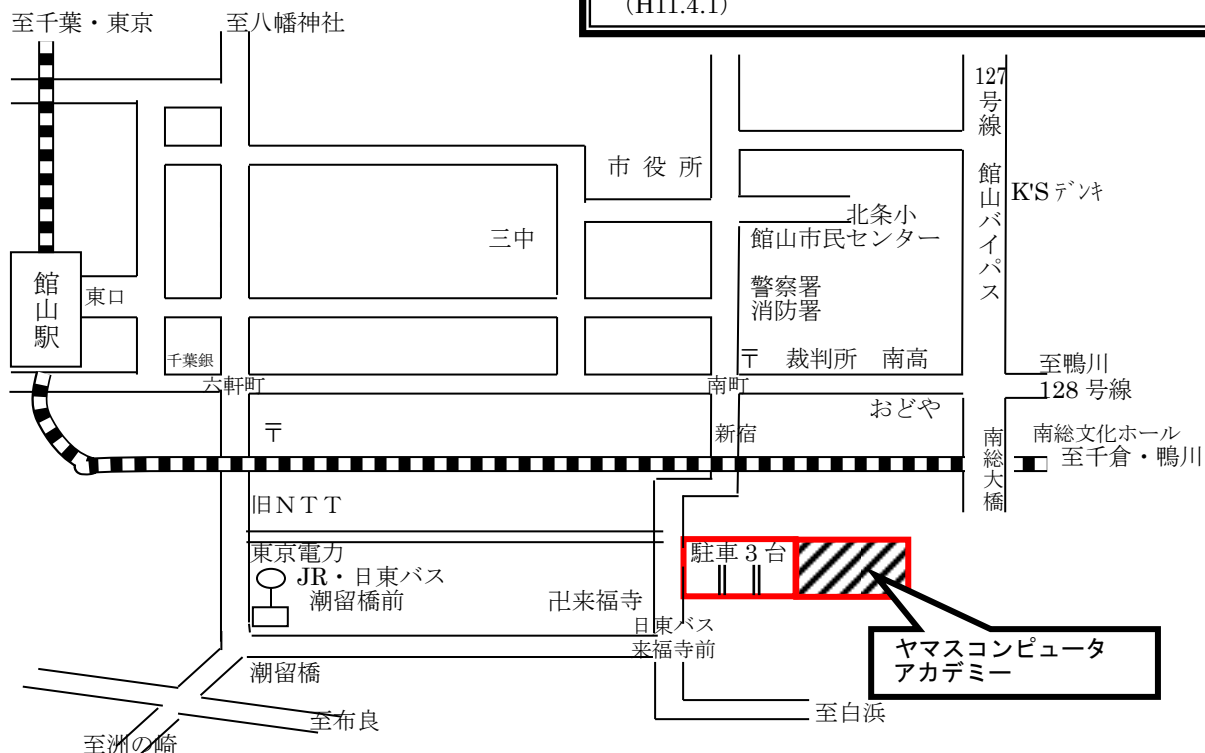 (H11.4.1)
至千葉・東京
至八幡神社
127号線 館山バイパス
市役所
K'Sデンキ
北条小
館山市民センター
三中
警察署
消防署
館山駅
東口
千葉銀
〒 裁判所 南高
至鴨川
128号線
六軒町
南町
おどや
〒
新宿
南総大橋
南総文化ホール
至千倉・鴨川
旧NTT
東京電力
駐車3台
JR・日東バス
潮留橋前
卍来福寺
日東バス
来福寺前
ヤマスコンピュータ
アカデミー
潮留橋
至布良
至白浜
至洲の崎